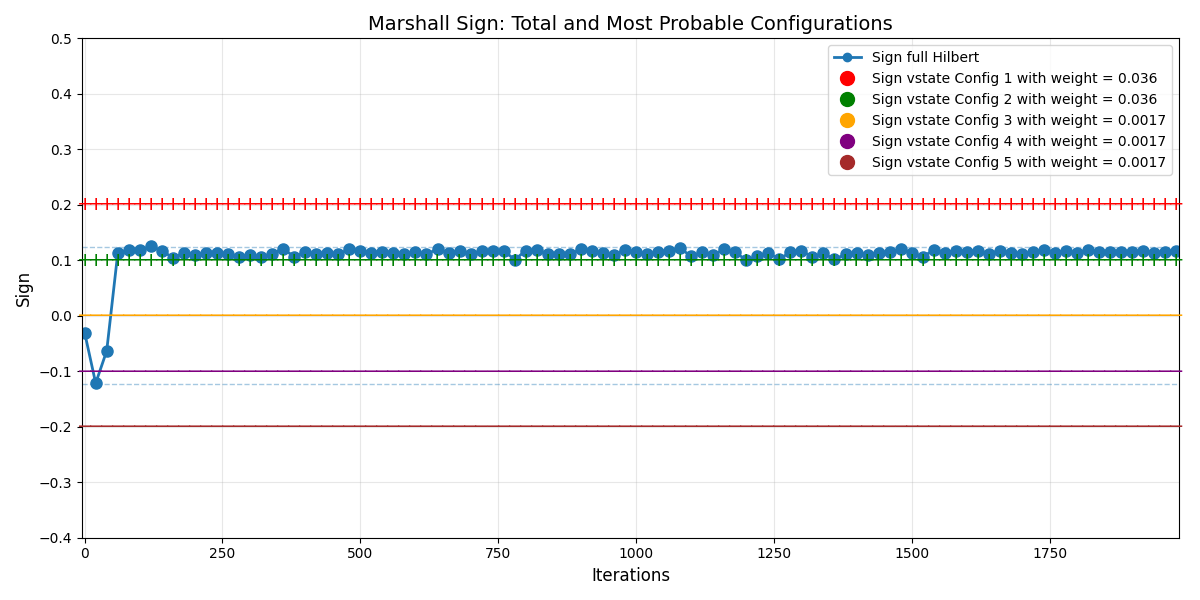 Marshall Sign: Total and Most Probable Configurations
Sign full Hilbert
Sign vstate Config 1 with weight = 0.036
Sign vstate Config 2 with weight = 0.036
Sign vstate Config 3 with weight = 0.0017
Sign vstate Config 4 with weight = 0.0017
Sign vstate Config 5 with weight = 0.0017
Sign
0.5
0.4
0.3
0.2
0.1
0.0
−0.1
−0.2
−0.3
−0.4
0 250 500 750 1000 1250 1500 1750
Iterations